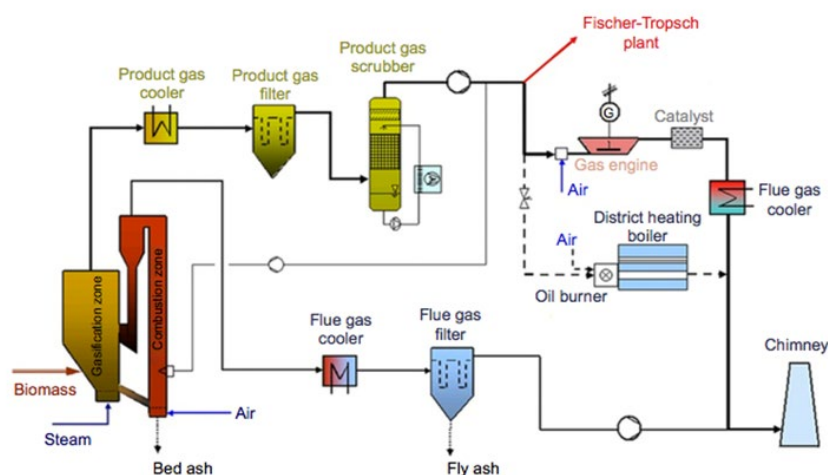 Fischer-Tropsch
plant
Product gas
scrubber
Product gas
filter
Product gas
cooler
G
Catalyst
Gas engine
Air
Flue gas
cooler
District heating
boiler
Air
Oil burner
Gasification zone
Combustion zone
Flue gas
cooler
Flue gas
filter
Chimney
Biomass
Steam
Air
Bed ash
Fly ash